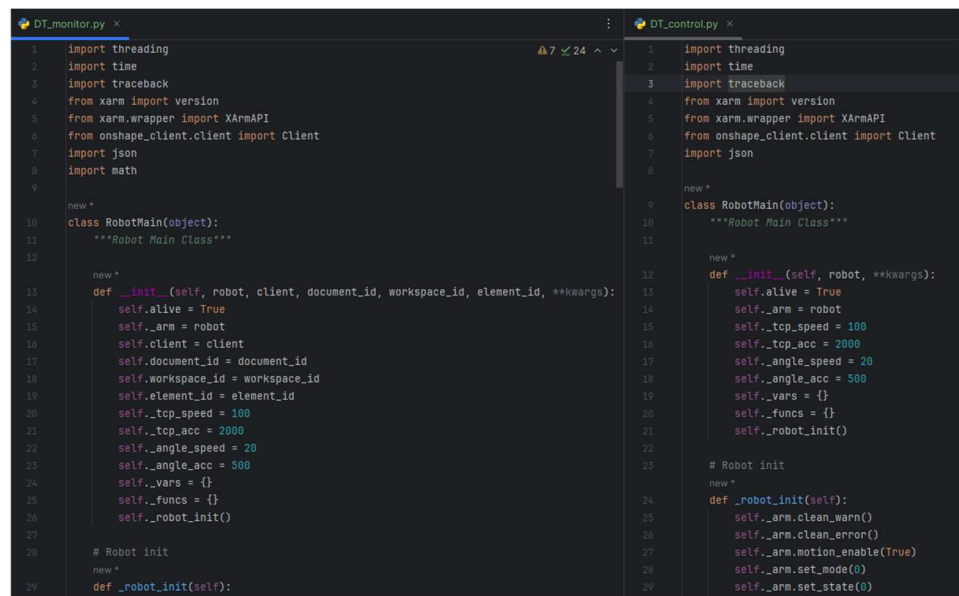 DT_monitor.py ×
7 24
1 import threading
2 import time
3 import traceback
4 from xarm import version
5 from xarm.wrapper import XArmAPI
6 from onshape_client.client import Client
7 import json
8 import math
9
new *
10 class RobotMain(object):
11 """Robot Main Class"""
12
new *
13 def __init__(self, robot, client, document_id, workspace_id, element_id, **kwargs):
14 self.alive = True
15 self._arm = robot
16 self.client = client
17 self.document_id = document_id
18 self.workspace_id = workspace_id
19 self.element_id = element_id
20 self._tcp_speed = 100
21 self._tcp_acc = 2000
22 self._angle_speed = 20
23 self._angle_acc = 500
24 self._vars = {}
25 self._funcs = {}
26 self._robot_init()
27
28 # Robot init
new *
29 def _robot_init(self):
DT_control.py ×
1 import threading
2 import time
3 import traceback
4 from xarm import version
5 from xarm.wrapper import XArmAPI
6 from onshape_client.client import Client
7 import json
8
new *
9 class RobotMain(object):
10 """Robot Main Class"""
11
new *
12 def __init__(self, robot, **kwargs):
13 self.alive = True
14 self._arm = robot
15 self._tcp_speed = 100
16 self._tcp_acc = 2000
17 self._angle_speed = 20
18 self._angle_acc = 500
19 self._vars = {}
20 self._funcs = {}
21 self._robot_init()
22
23 # Robot init
new *
24 def _robot_init(self):
25 self._arm.clean_warn()
26 self._arm.clean_error()
27 self._arm.motion_enable(True)
28 self._arm.set_mode(0)
29 self._arm.set_state(0)